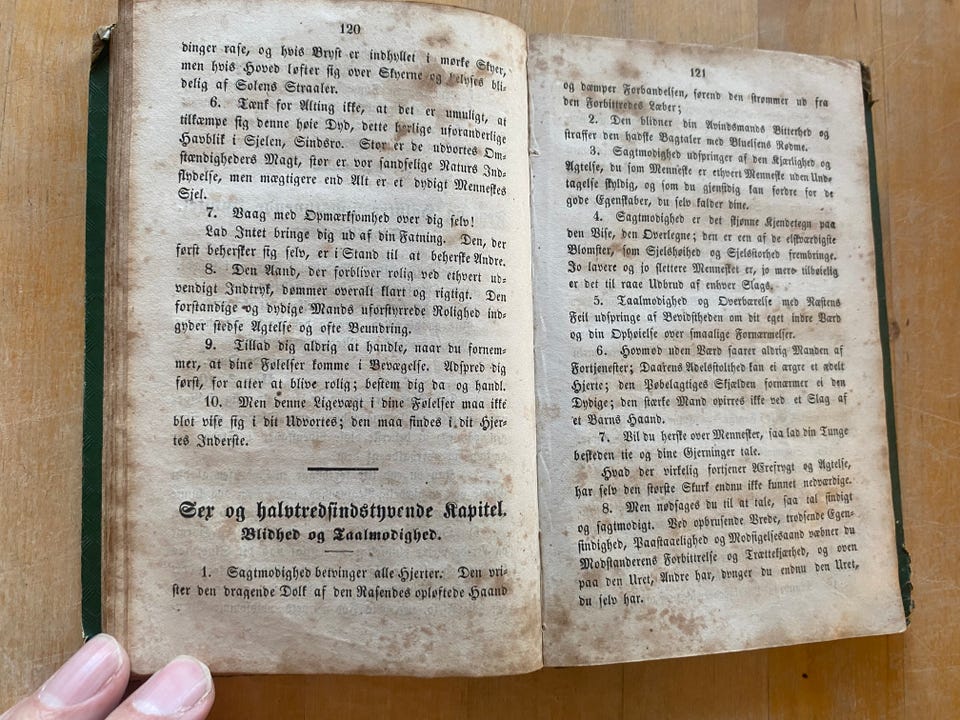 120
dinger rase, og hvis Bryst er indhyllet i mørke Skyer,
men hvis Hoved løfter sig over Skyerne og belyses bli-
delig af Solens Straaler.
6. Tænk for Alting ikke, at det er umuligt, at
tilkæmpe sig denne høie Dyd, dette herlige uforanderlige
Havblik i Sjelen, Sindsro. Stor er de udvortes Om-
stændigheders Magt, stor er vor sandselige Naturs Ind-
flydelse, men mægtigere end Alt er et dydigt Menneskes
Sjel.
7. Vaag med Opmærksomhed over dig selv!
Lad Intet bringe dig ud af din Fatning. Den, der
først behersker sig selv, er i Stand til at beherske Andre.
8. Den Aand, der forbliver rolig ved ethvert ud-
vendigt Indtryk, dømmer overalt klart og rigtigt. Den
forstandige og dydige Mands uforstyrrede Rolighed ind-
gyder stedse Agtelse og ofte Beundring.
9. Tillad dig aldrig at handle, naar du fornem-
mer, at dine Følelser komme i Bevægelse. Adspred dig
først, for atter at blive rolig; bestem dig da og handl.
10. Men denne Ligevægt i dine Følelser maa ikke
blot vise sig i dit Udvortes; den maa findes i dit Hjer-
tes Inderste.
Sex og halvtredsindstyvende Kapitel.
Blidhed og Taalmodighed.
1. Sagtmodighed betvinger alle Hjerter. Den vri-
ster den dragende Dolk af den Rasendes opløftede Haand
121
og dæmper Forbandelsen, førend den strømmer ud fra
den Forbittredes Læber;
2. Den blidner din Avindsmands Bitterhed og
straffer den hadske Bagtaler med Bluelsens Rødme.
3. Sagtmodighed udspringer af den Kjærlighed og
Agtelse, du som Menneske er ethvert Menneske uden Und-
tagelse skyldig, og som du gjensidig kan fordre for de
gode Egenskaber, du selv kalder dine.
4. Sagtmodighed er det skjønne Kjendetegn paa
den Vise, den Overlegne; den er een af de elskværdigste
Blomster, som Sjelshøihed og Sjelsstorhed frembringe.
Jo lavere og jo slettere Mennesket er, jo mere tilbøielig
er det til raae Udbrud af enhver Slags.
5. Taalmodighed og Overbærelse med Næstens
Feil udspringe af Bevidstheden om dit eget indre Værd
og din Ophøielse over smaalige Fornærmelser.
6. Hovmod uden Værd saarer aldrig Manden af
Fortjenester; Daarens Adelsstolthed kan ei ærgre et ædelt
Hjerte; den Pøbelagtiges Skjælden fornærmer ei den
Dydige; den stærke Mand opirres ikke ved et Slag af
et Barns Haand.
7. Vil du herske over Mennesker, saa lad din Tunge
beskeden tie og dine Gjerninger tale.
Hvad der virkelig fortjener Ærefrygt og Agtelse,
har selv den største Skurk endnu ikke kunnet nedværdige.
8. Men nødsages du til at tale, saa tal sindigt
og sagtmodigt. Ved opbrusende Vrede, trodsende Egen-
sindighed, Paastaaelighed og Modsigelsesaand væbner du
Modstanderens Forbittrelse og Trættekjærhed, og oven
paa den Uret, Andre har, dynger du endnu den Uret,
du selv har.